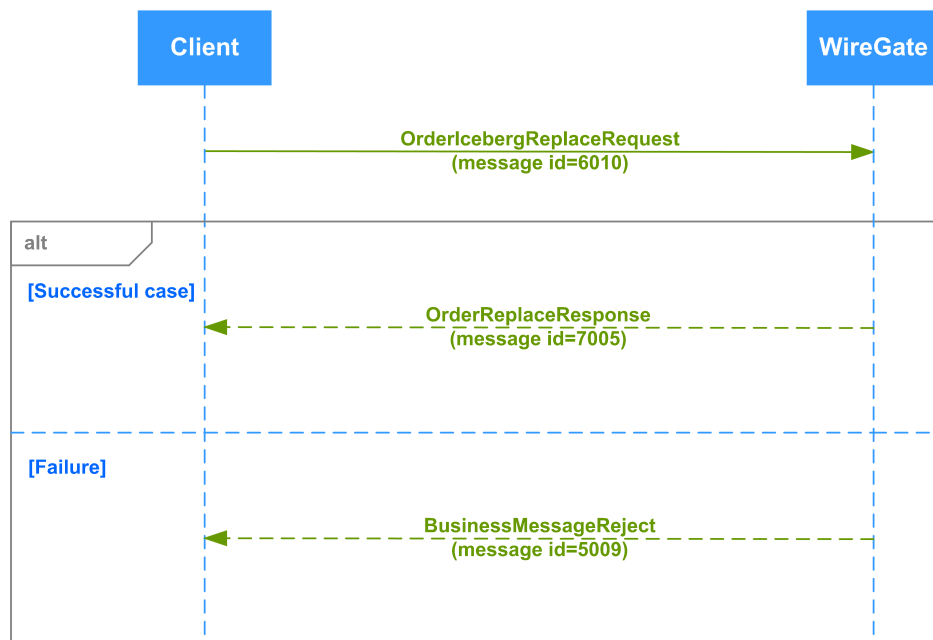 Client
WireGate
OrderIcebergReplaceRequest
(message id=6010)
alt
[Successful case]
OrderReplaceResponse
(message id=7005)
[Failure]
BusinessMessageReject
(message id=5009)